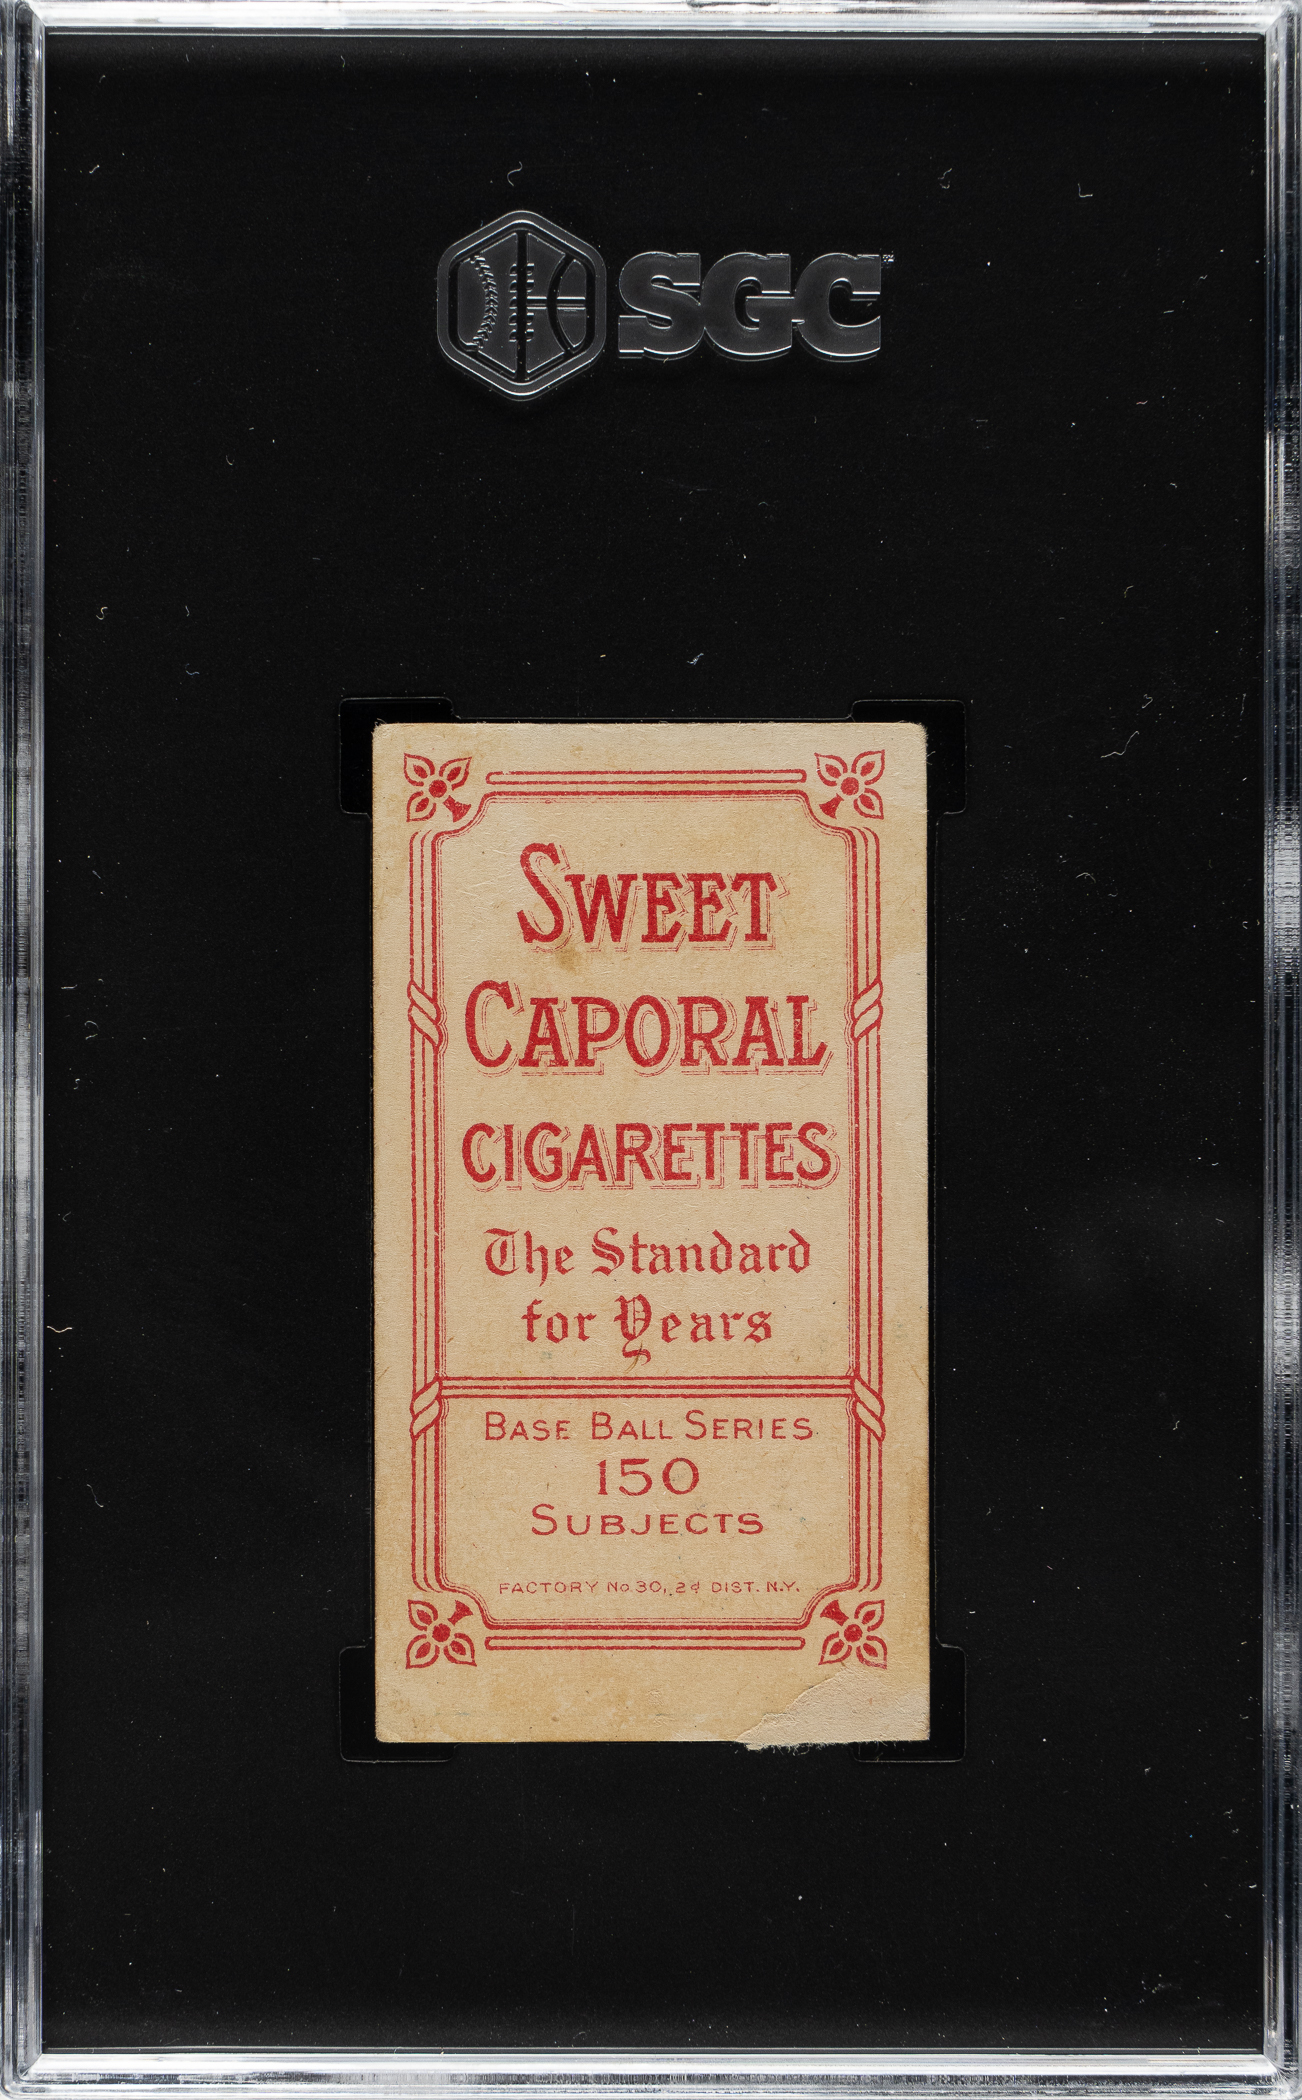 SGC
SWEET
CAPORAL
CIGARETTES
The Standard
for Years
BASE BALL SERIES
150
SUBJECTS
FACTORY No. 30, 2d DIST. N.Y.